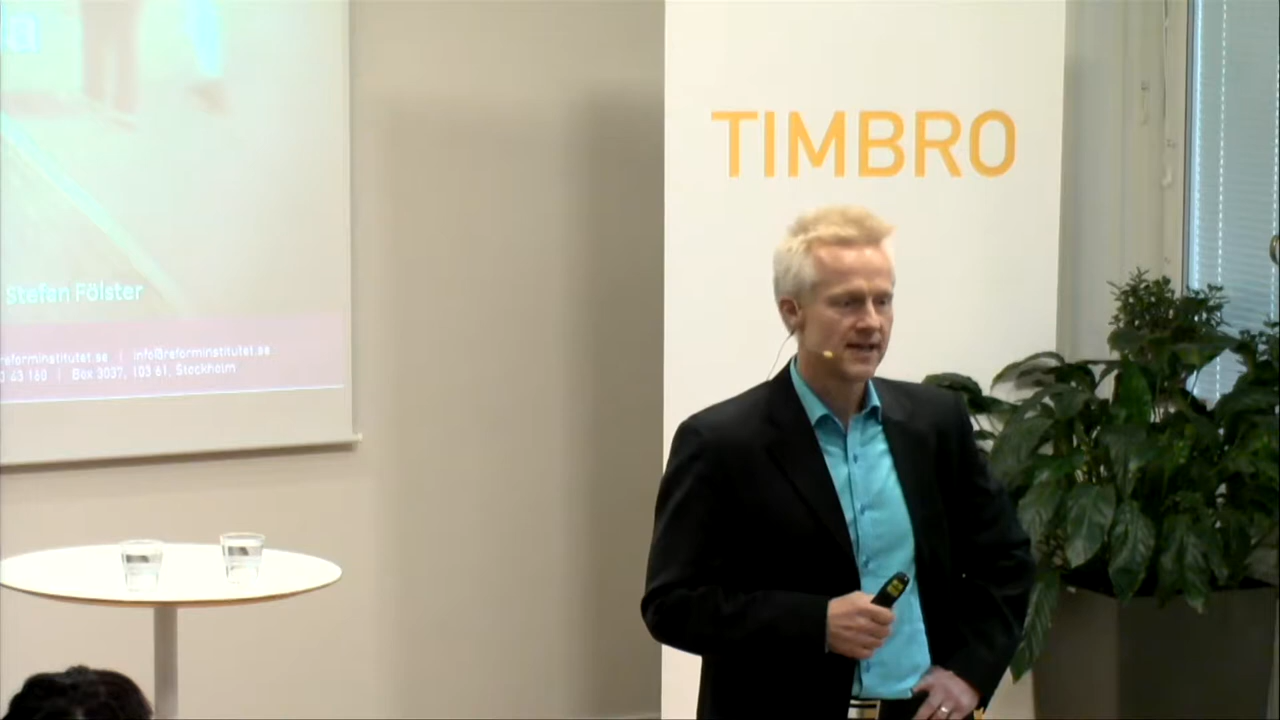 TIMBRO
Stefan Fölster
reforminstitutet.se | info@reforminstitutet.se
Box 3037, 103 61, Stockholm